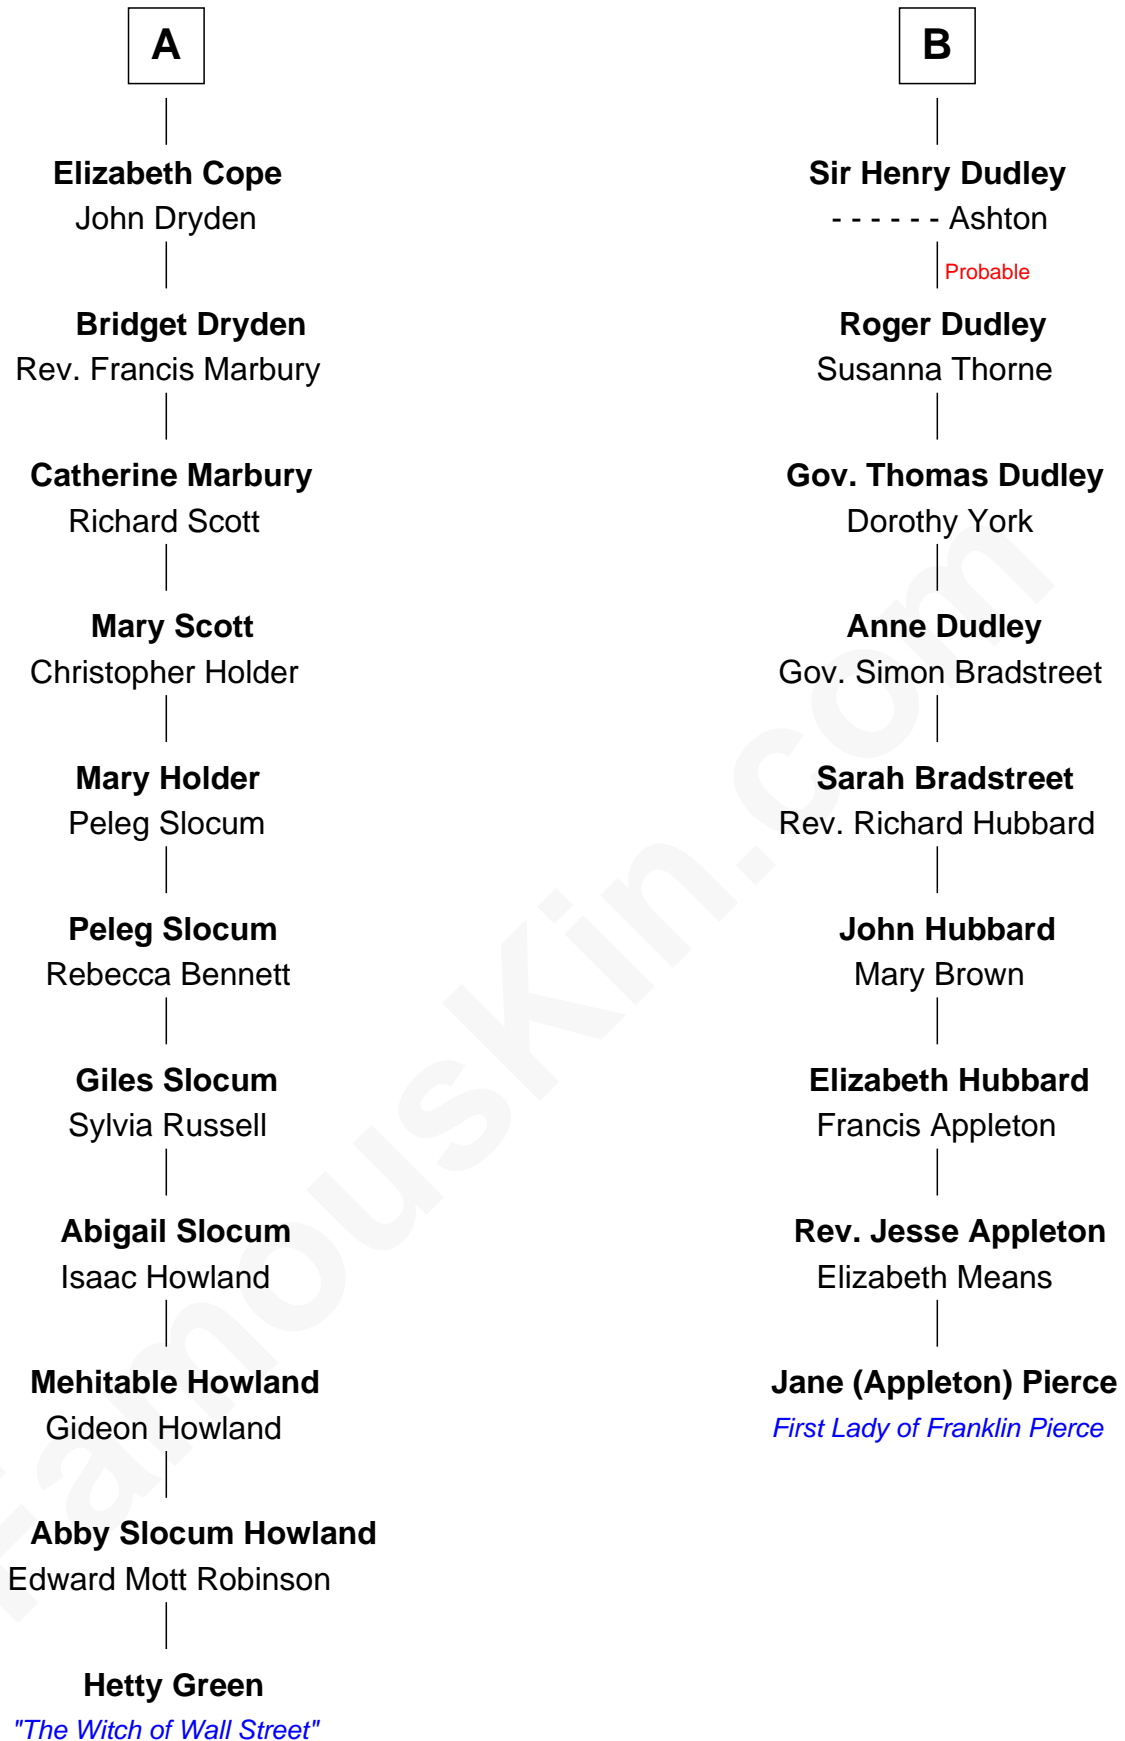 A
Elizabeth Cope
John Dryden
Bridget Dryden
Rev. Francis Marbury
Catherine Marbury
Richard Scott
Mary Scott
Christopher Holder
Mary Holder
Peleg Slocum
Peleg Slocum
Rebecca Bennett
Giles Slocum
Sylvia Russell
Abigail Slocum
Isaac Howland
Mehitable Howland
Gideon Howland
Abby Slocum Howland
Edward Mott Robinson
Hetty Green
"The Witch of Wall Street"
B
Sir Henry Dudley
- - - - - - Ashton
Probable
Roger Dudley
Susanna Thorne
Gov. Thomas Dudley
Dorothy York
Anne Dudley
Gov. Simon Bradstreet
Sarah Bradstreet
Rev. Richard Hubbard
John Hubbard
Mary Brown
Elizabeth Hubbard
Francis Appleton
Rev. Jesse Appleton
Elizabeth Means
Jane (Appleton) Pierce
First Lady of Franklin Pierce
FamousKin.com